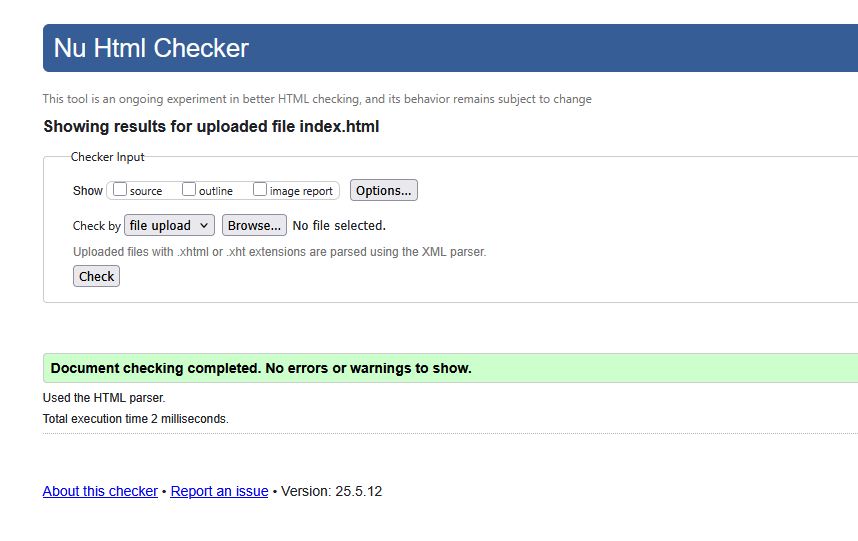 Nu Html Checker
This tool is an ongoing experiment in better HTML checking, and its behavior remains subject to change
Showing results for uploaded file index.html
Checker Input
Show source outline image report Options...
Check by file upload Browse... No file selected.
Uploaded files with .xhtml or .xht extensions are parsed using the XML parser.
Check
Document checking completed. No errors or warnings to show.
Used the HTML parser.
Total execution time 2 milliseconds.
About this checker • Report an issue • Version: 25.5.12